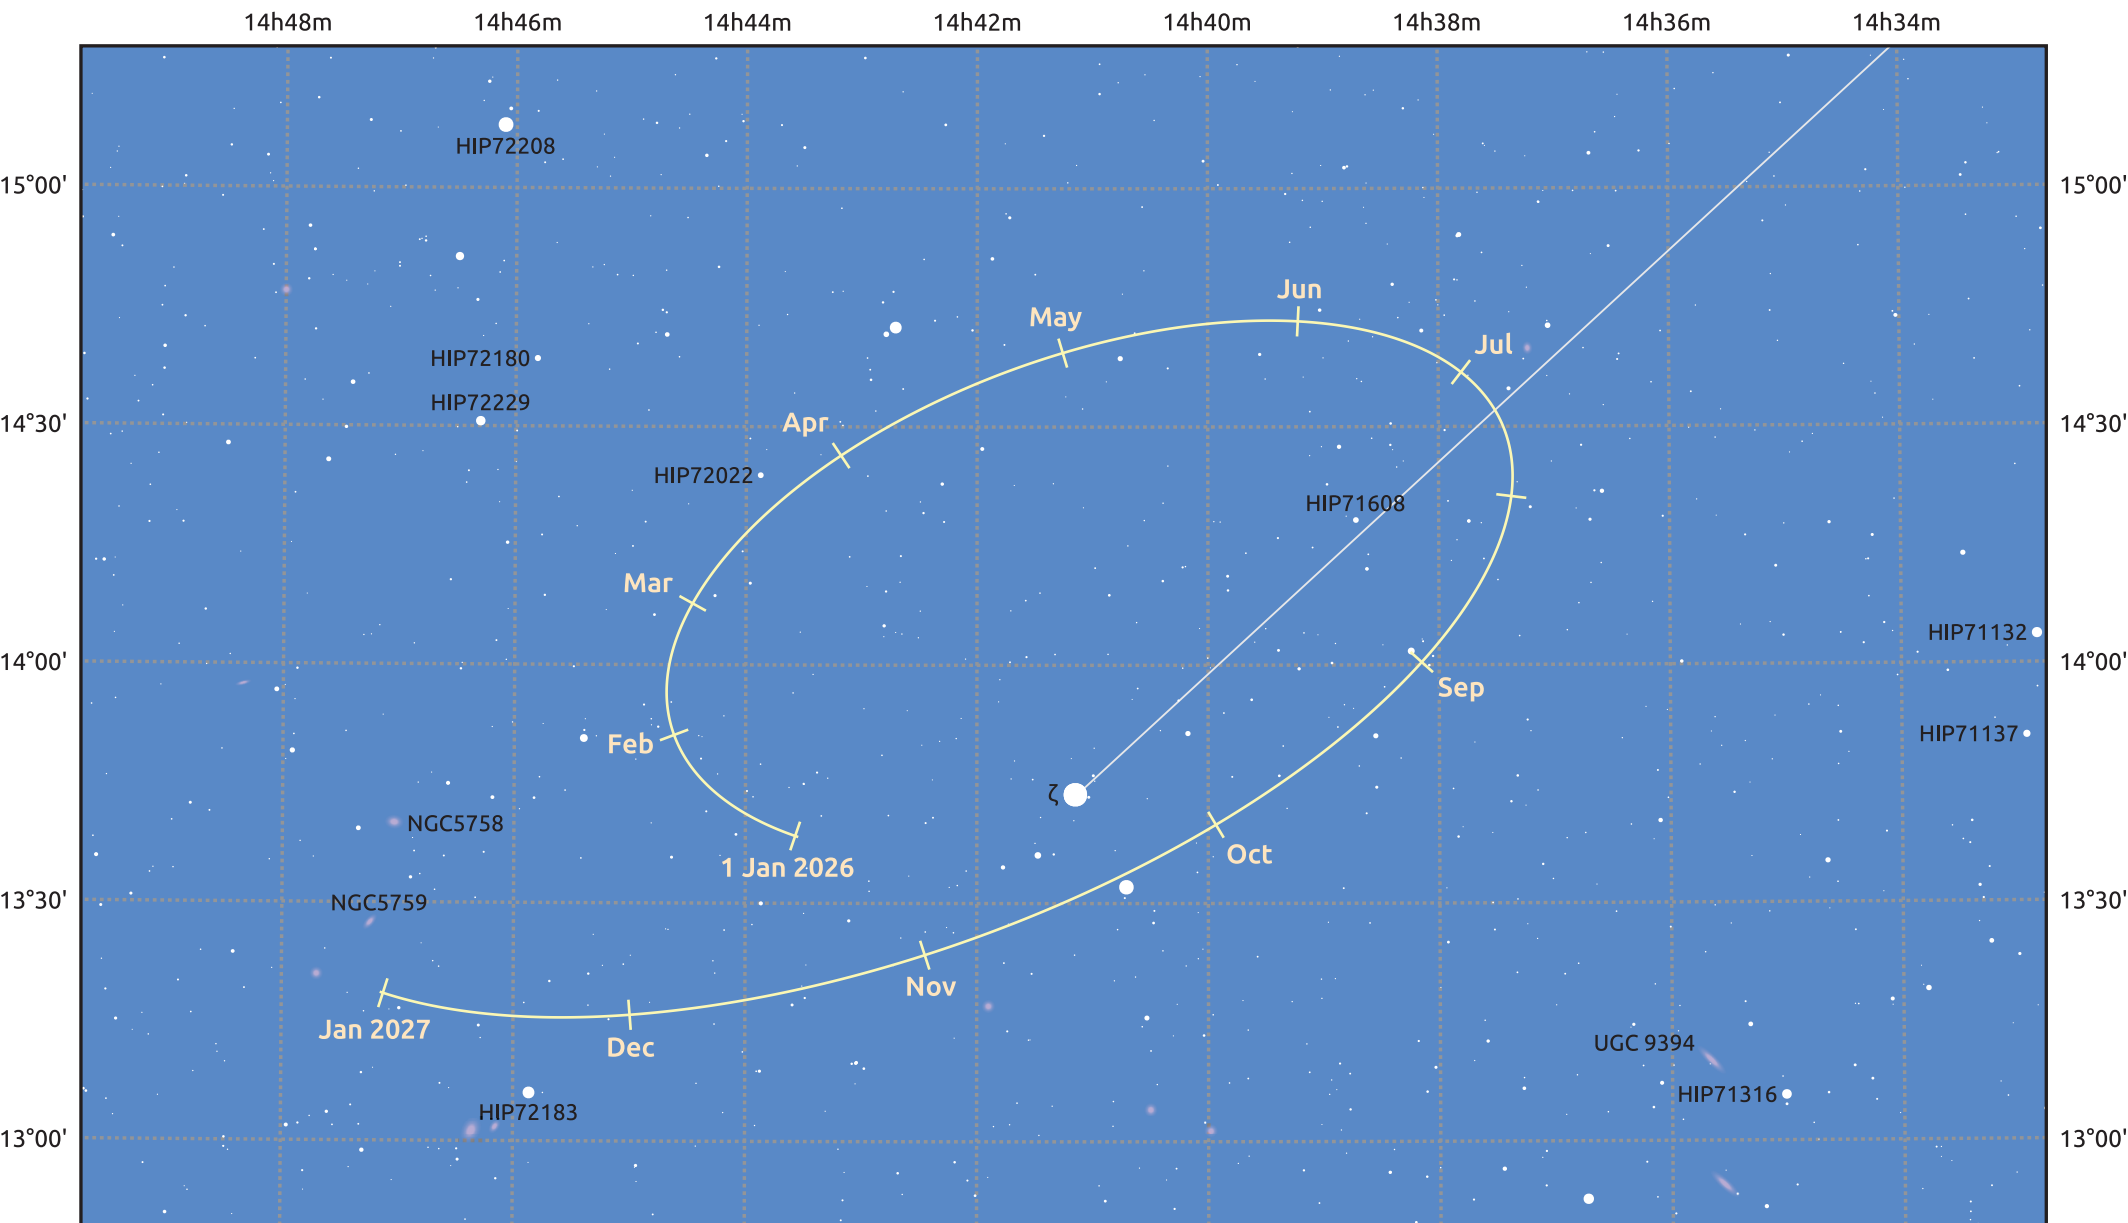 14h48m 14h46m 14h44m 14h42m 14h40m 14h38m 14h36m 14h34m
HIP72208
15°00' 15°00'
Jun
May
Jul
HIP72180
HIP72229
Apr
14°30' 14°30'
HIP72022
HIP71608
Mar
HIP71132
14°00' 14°00'
Sep
HIP71137
Feb
ζ
NGC5758
Oct
1 Jan 2026
13°30' 13°30'
NGC5759
Nov
Jan 2027
UGC 9394
Dec
HIP71316
HIP72183
13°00' 13°00'